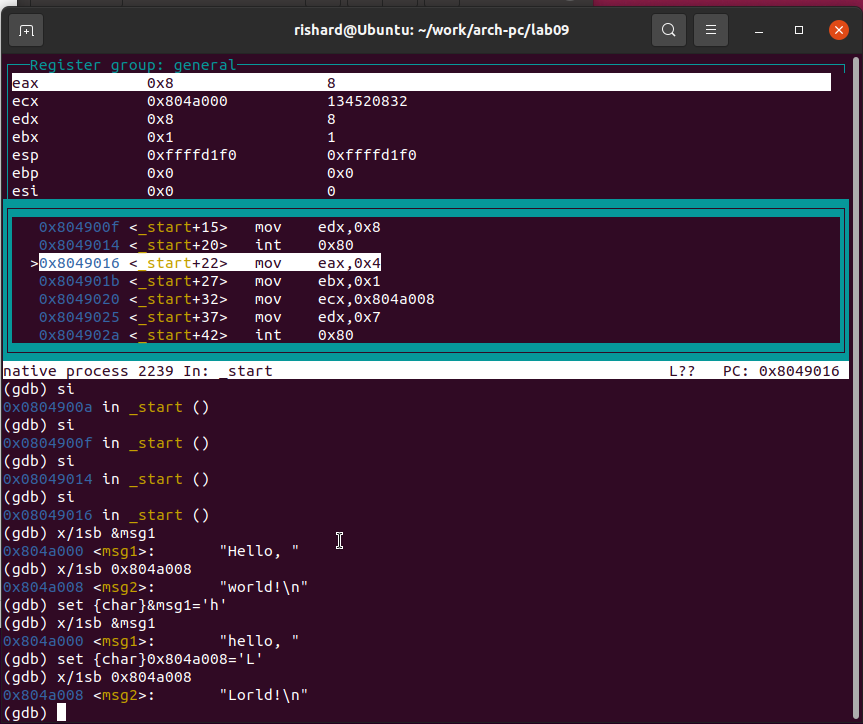 rishard@Ubuntu: ~/work/arch-pc/lab09
Register group: general
eax 0x8 8
ecx 0x804a000 134520832
edx 0x8 8
ebx 0x1 1
esp 0xffffd1f0 0xffffd1f0
ebp 0x0 0x0
esi 0x0 0
0x804900f <_start+15> mov edx,0x8
0x8049014 <_start+20> int 0x80
>0x8049016 <_start+22> mov eax,0x4
0x804901b <_start+27> mov ebx,0x1
0x8049020 <_start+32> mov ecx,0x804a008
0x8049025 <_start+37> mov edx,0x7
0x804902a <_start+42> int 0x80
native process 2239 In: _start L?? PC: 0x8049016
(gdb) si
0x0804900a in _start ()
(gdb) si
0x0804900f in _start ()
(gdb) si
0x08049014 in _start ()
(gdb) si
0x08049016 in _start ()
(gdb) x/1sb &msg1
0x804a000 <msg1>: "Hello, "
(gdb) x/1sb 0x804a008
0x804a008 <msg2>: "world!\n"
(gdb) set {char}&msg1='h'
(gdb) x/1sb &msg1
0x804a000 <msg1>: "hello, "
(gdb) set {char}0x804a008='L'
(gdb) x/1sb 0x804a008
0x804a008 <msg2>: "Lorld!\n"
(gdb)